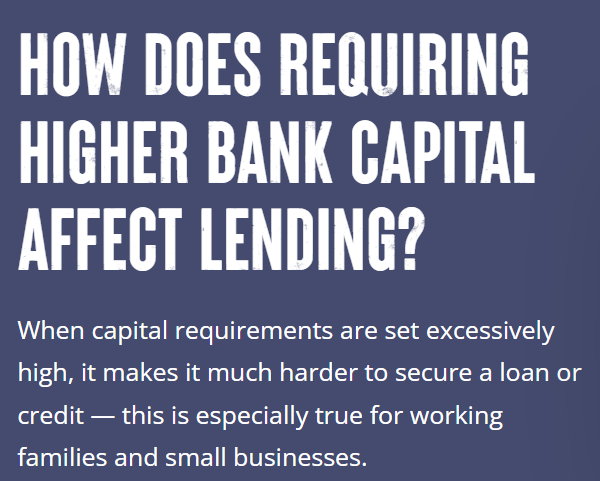 HOW DOES REQUIRING
HIGHER BANK CAPITAL
AFFECT LENDING?
When capital requirements are set excessively
high, it makes it much harder to secure a loan or
credit — this is especially true for working
families and small businesses.